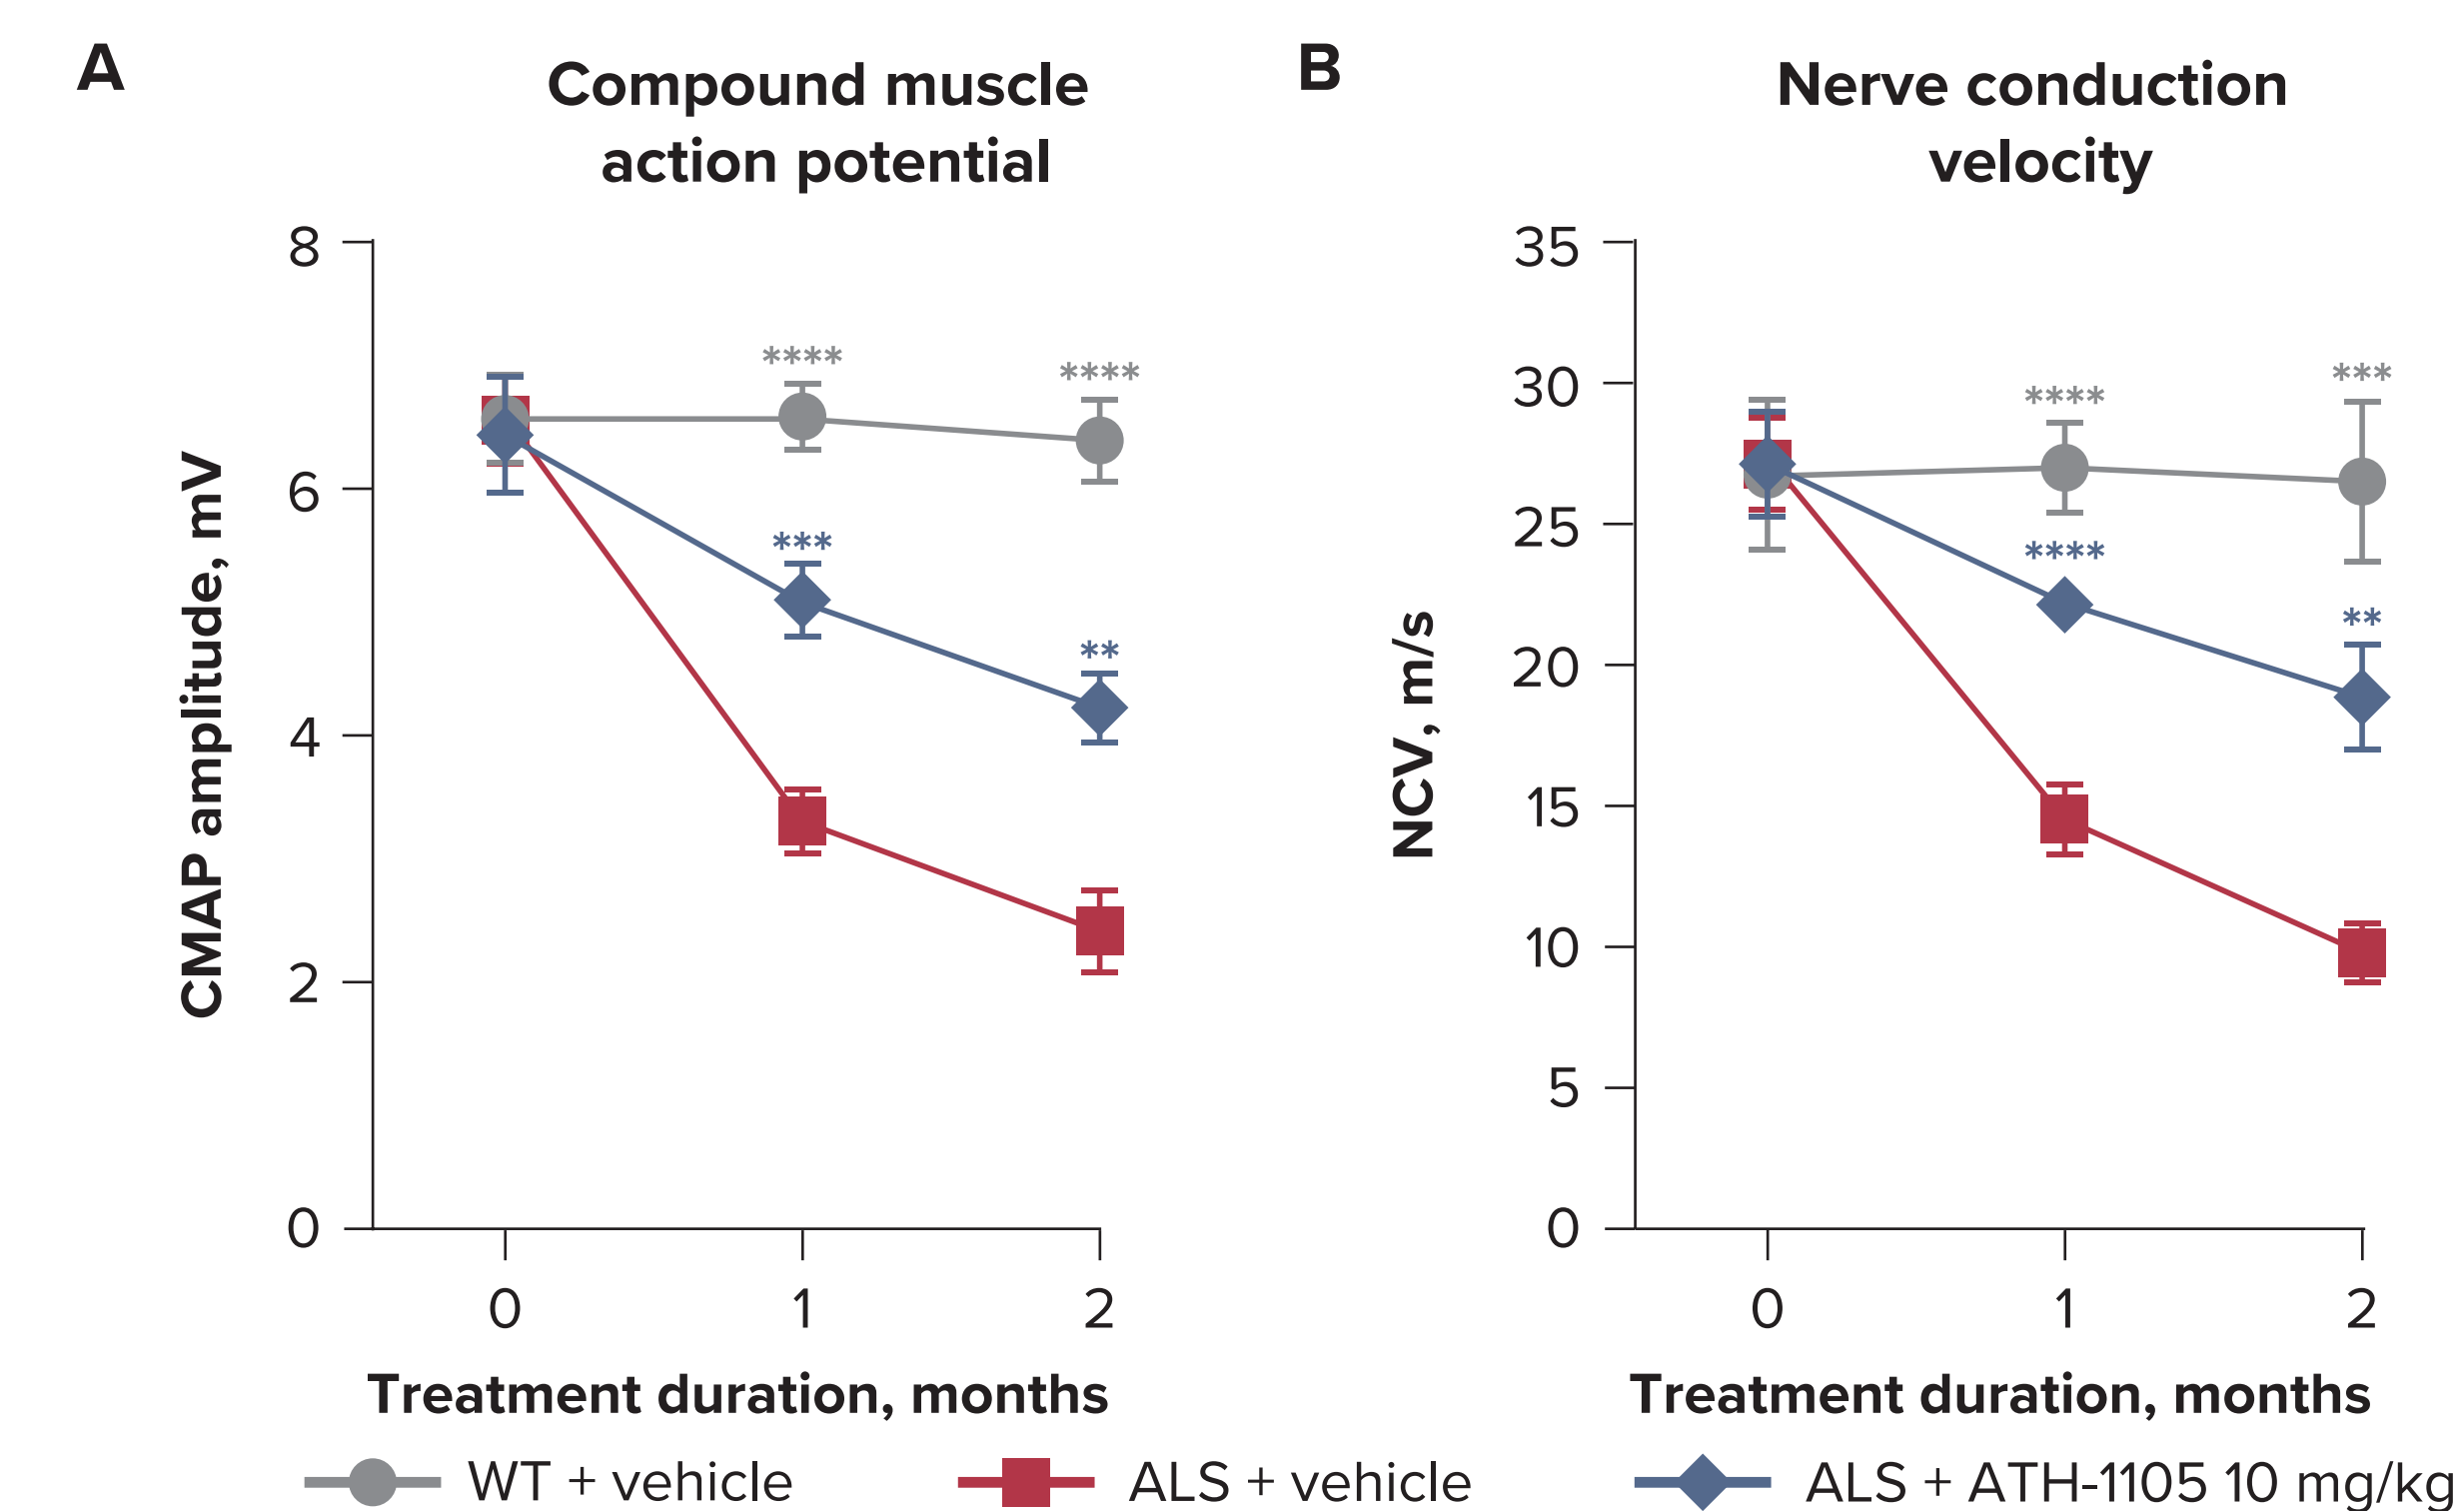 A
Compound muscle
action potential
CMAP amplitude, mV
8
6
4
2
0
****
****
***
**
0 1 2
Treatment duration, months
B
Nerve conduction
velocity
NCV, m/s
35
30
25
20
15
10
5
0
****
***
****
**
0 1 2
Treatment duration, months
WT + vehicle
ALS + vehicle
ALS + ATH-1105 10 mg/kg